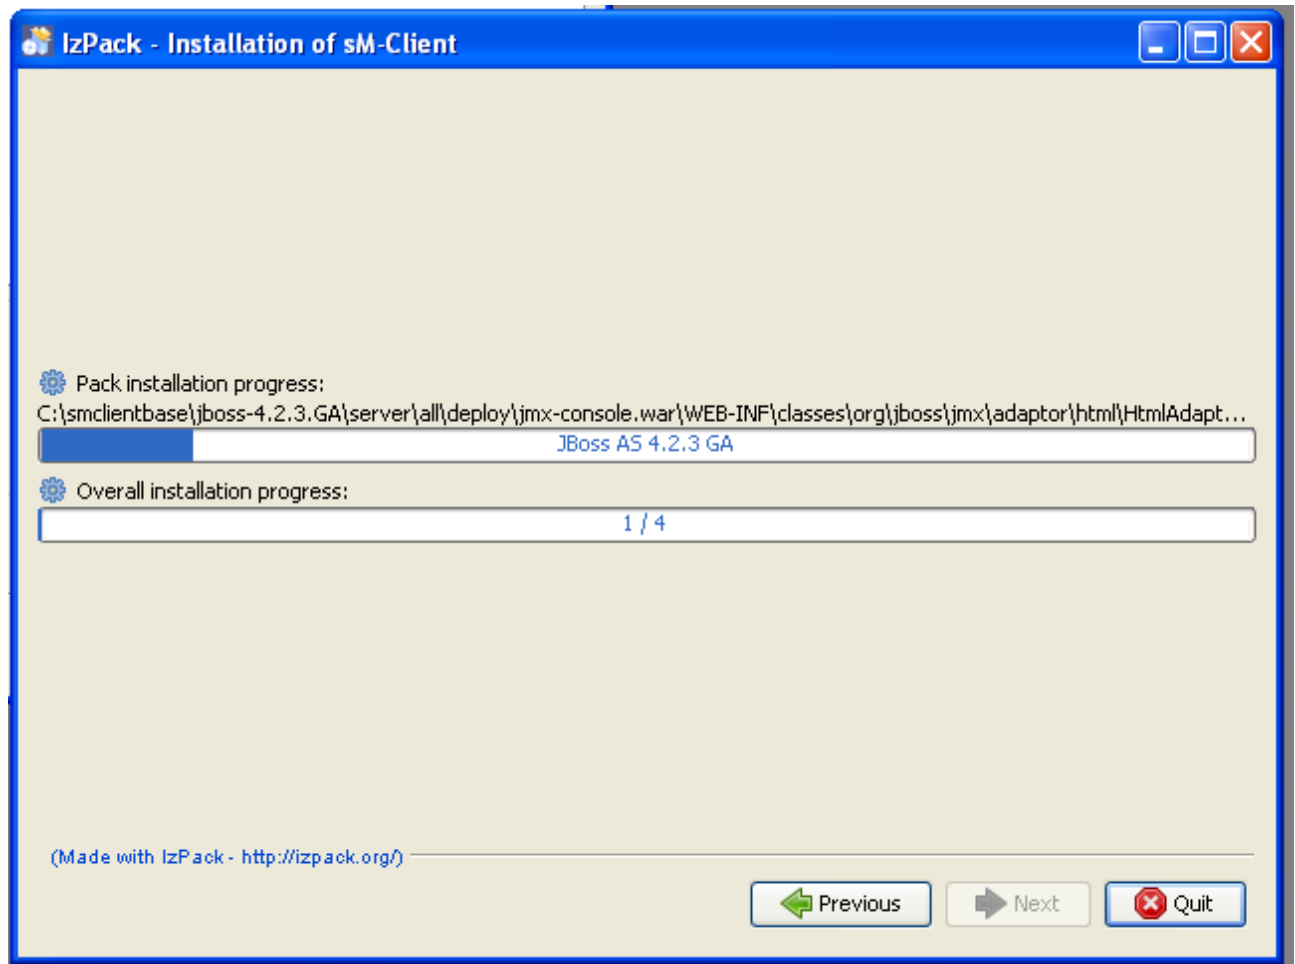 IzPack - Installation of sM-Client
Pack installation progress:
C:\smclientbase\jboss-4.2.3.GA\server\all\deploy\jmx-console.war\WEB-INF\classes\org\jboss\jmx\adaptor\html\HtmlAdapt...
JBoss AS 4.2.3 GA
Overall installation progress:
1 / 4
(Made with IzPack - http://izpack.org/)
Previous Next Quit